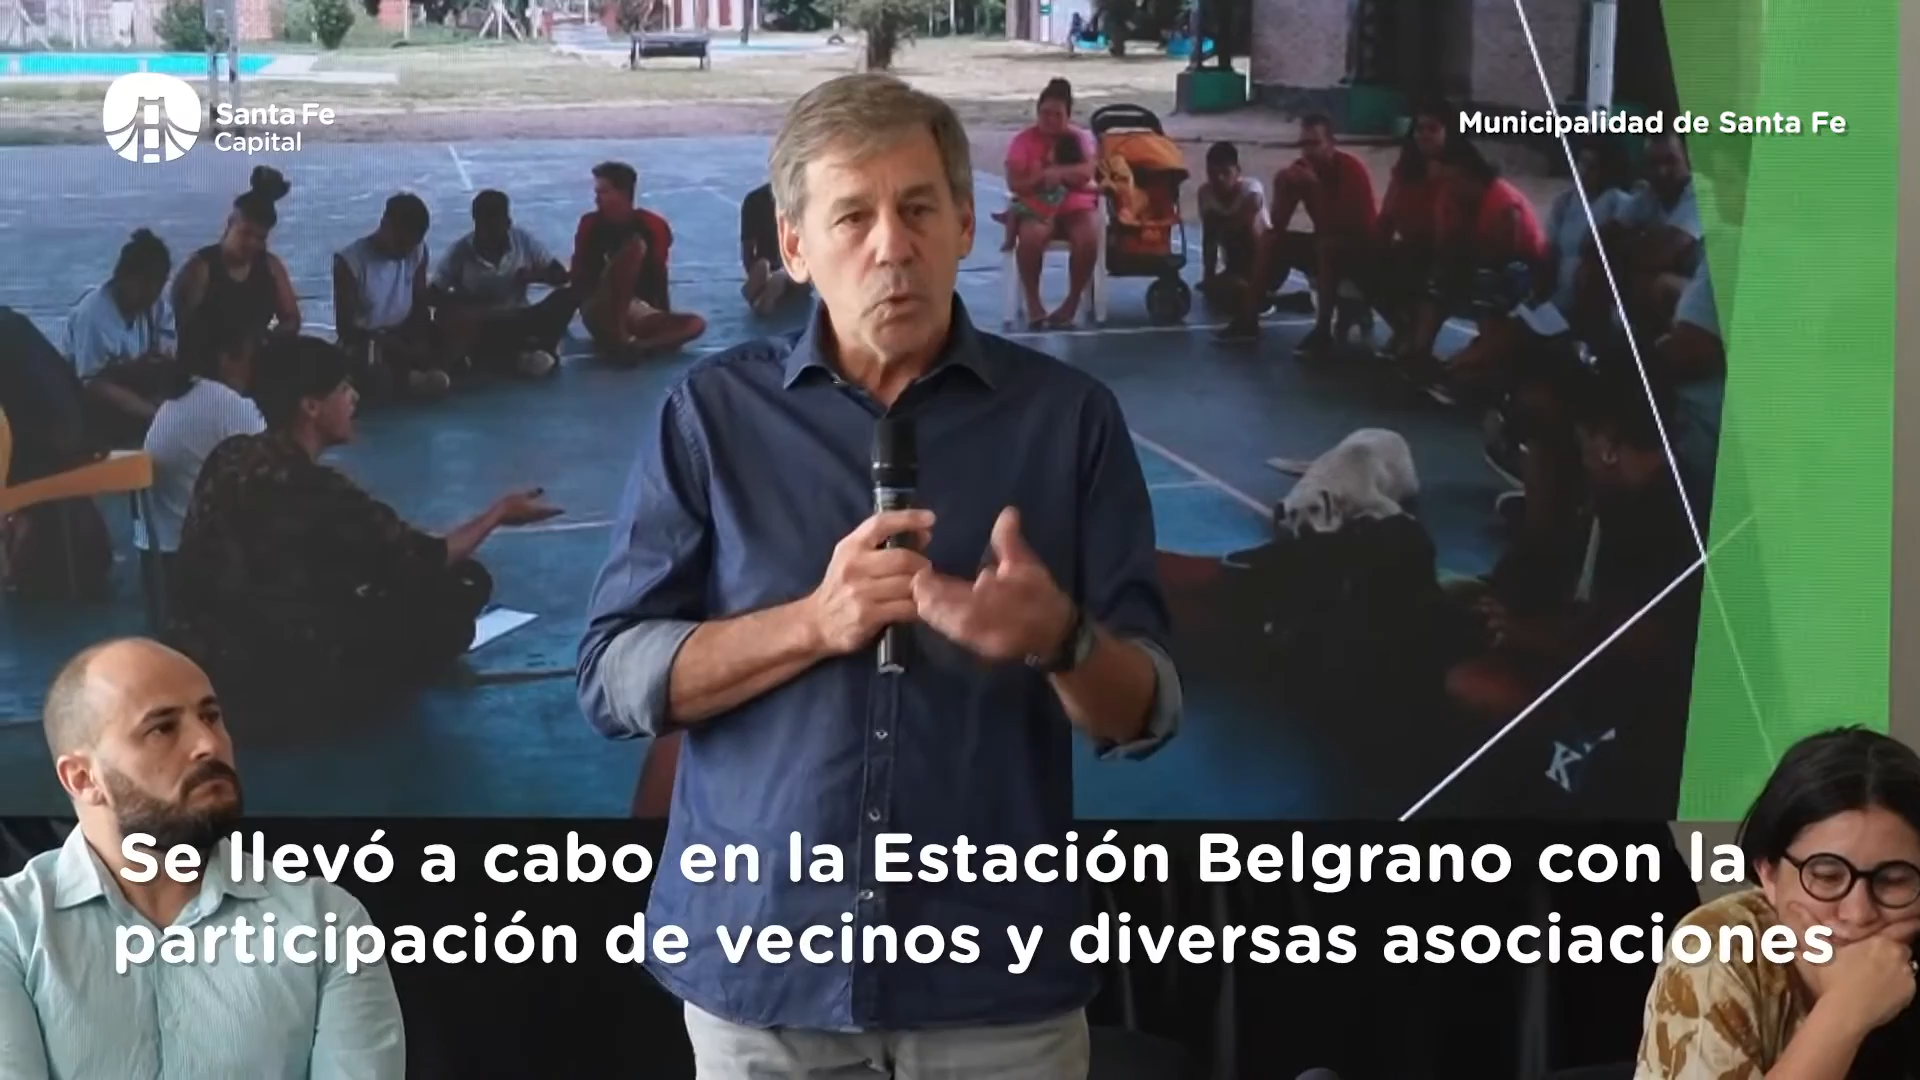 Santa Fe
Capital
Municipalidad de Santa Fe
Se llevó a cabo en la Estación Belgrano con la
participación de vecinos y diversas asociaciones